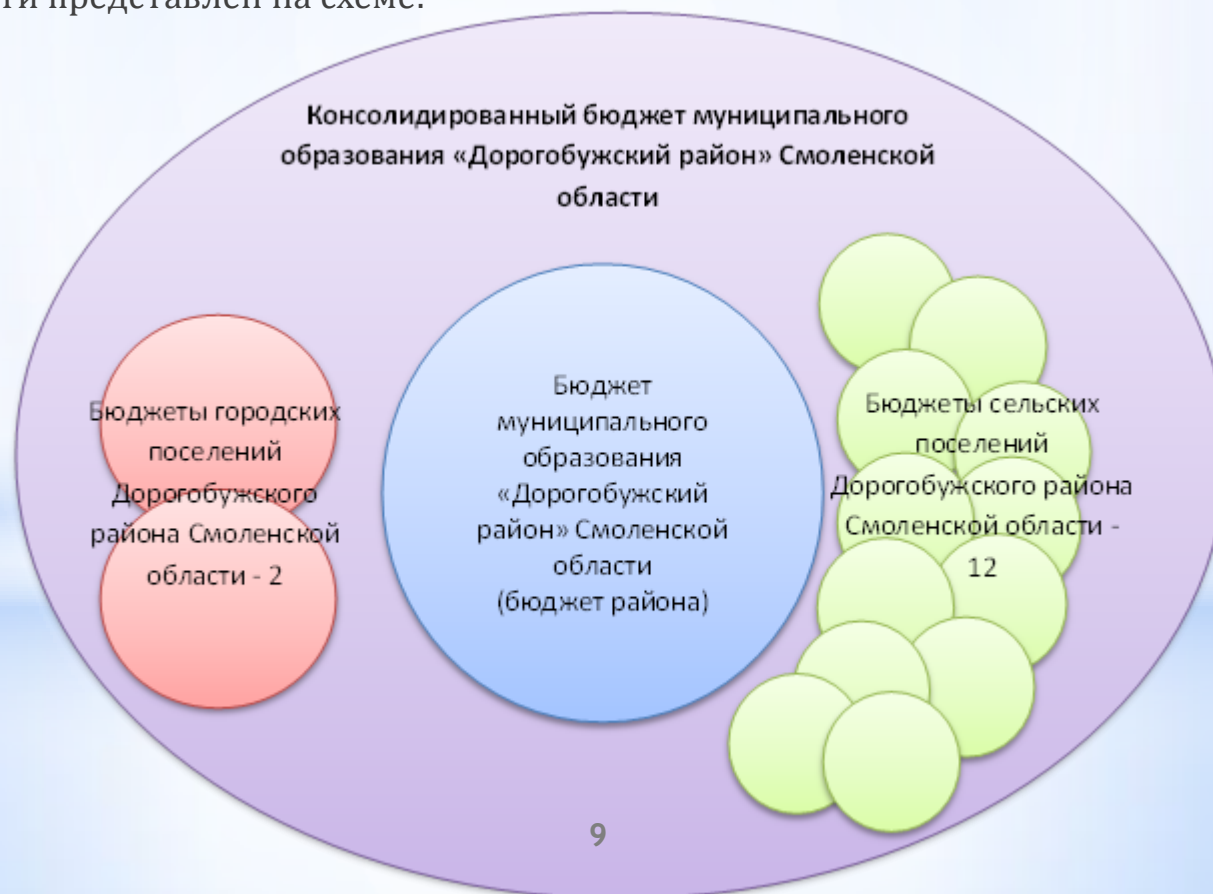 ти представлен на схеме.
Консолидированный бюджет муниципального
образования «Дорогобужский район» Смоленской
области
Бюджеты городских
поселений
Дорогобужского
района Смоленской
области - 2
Бюджет
муниципального
образования
«Дорогобужский
район» Смоленской
области
(бюджет района)
Бюджеты сельских
поселений
Дорогобужского района
Смоленской области -
12
9